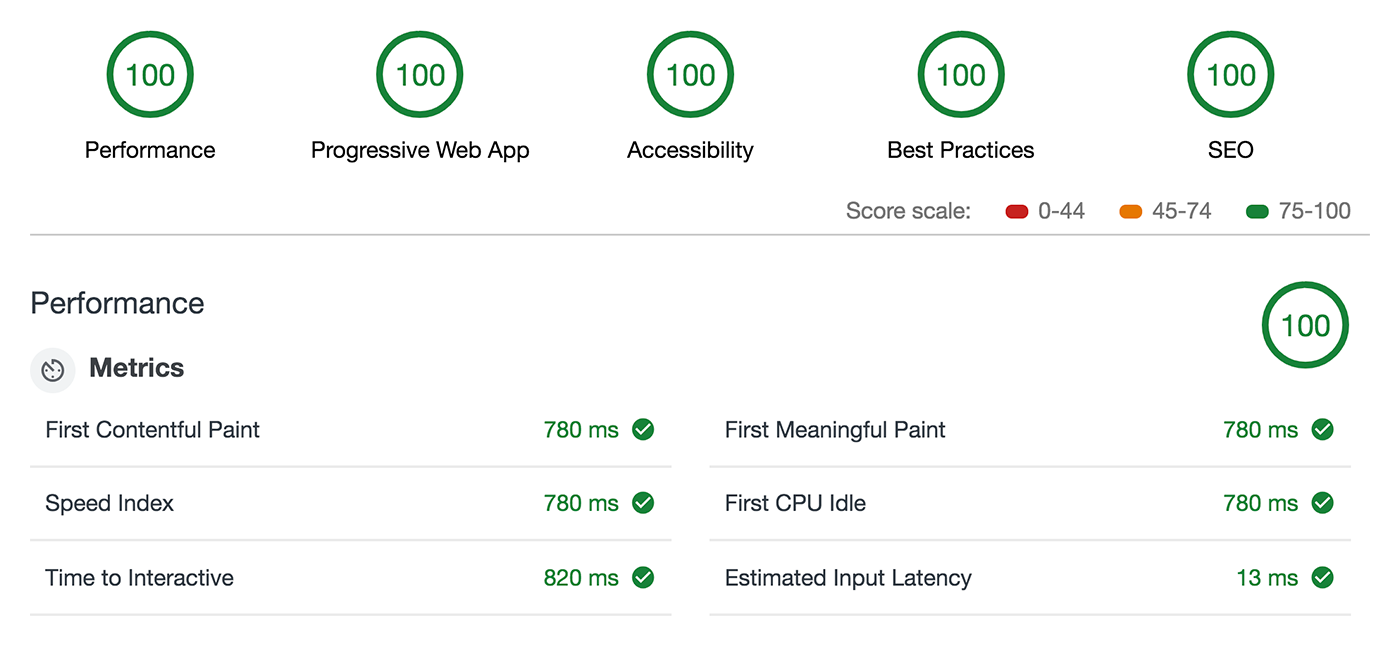 100 100 100 100 100
Performance Progressive Web App Accessibility Best Practices SEO
Score scale: 0-44 45-74 75-100
Performance
100
Metrics
First Contentful Paint 780 ms First Meaningful Paint 780 ms
Speed Index 780 ms First CPU Idle 780 ms
Time to Interactive 820 ms Estimated Input Latency 13 ms